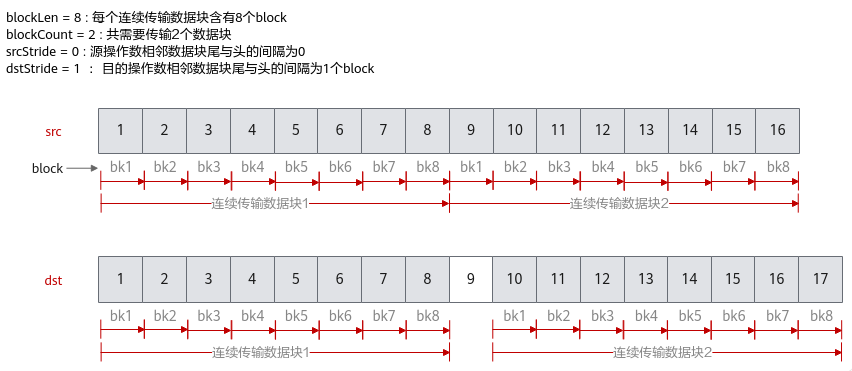 blockLen = 8 : 每个连续传输数据块含有8个block
blockCount = 2 : 共需要传输2个数据块
srcStride = 0 : 源操作数相邻数据块尾与头的间隔为0
dstStride = 1 ： 目的操作数相邻数据块尾与头的间隔为1个block
src 1 2 3 4 5 6 7 8 9 10 11 12 13 14 15 16
block bk1 bk2 bk3 bk4 bk5 bk6 bk7 bk8 bk1 bk2 bk3 bk4 bk5 bk6 bk7 bk8
连续传输数据块1 连续传输数据块2
dst 1 2 3 4 5 6 7 8 9 10 11 12 13 14 15 16 17
bk1 bk2 bk3 bk4 bk5 bk6 bk7 bk8 bk1 bk2 bk3 bk4 bk5 bk6 bk7 bk8
连续传输数据块1 连续传输数据块2